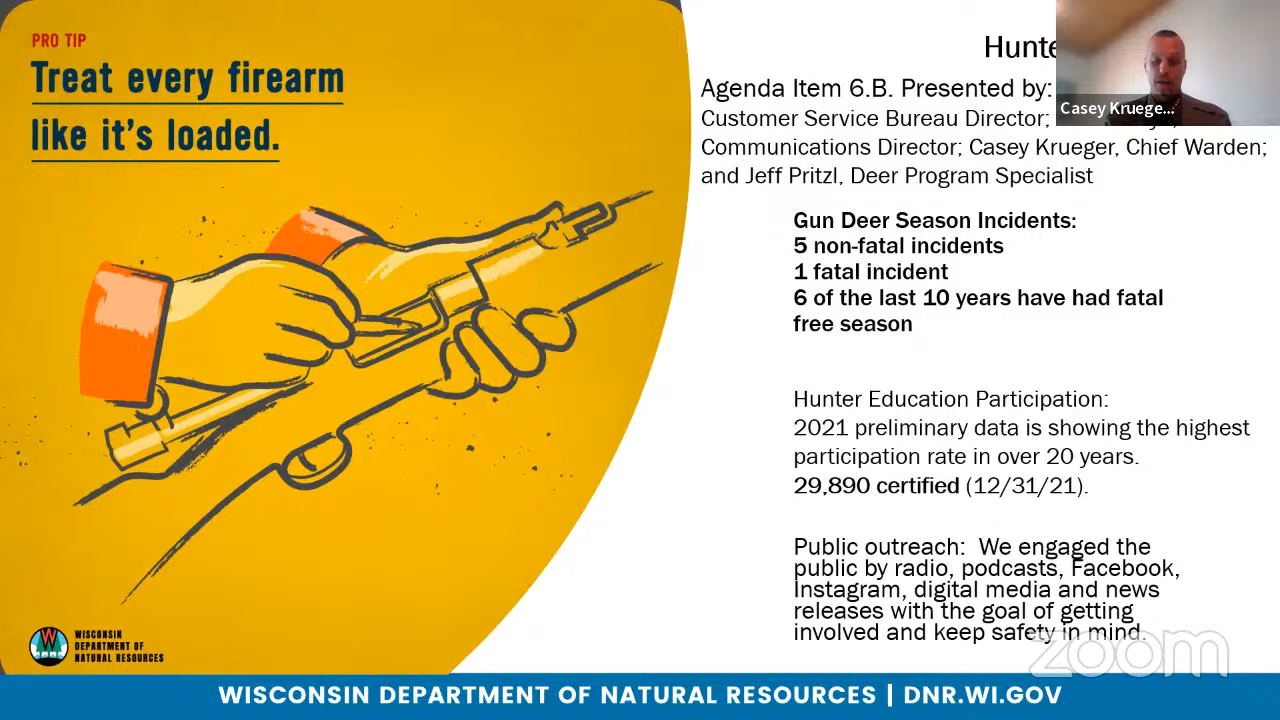 PRO TIP
Treat every firearm
like it's loaded.
Casey Kruege...
Agenda Item 6.B. Presented by:
Customer Service Bureau Director;
Communications Director; Casey Krueger, Chief Warden;
and Jeff Pritzl, Deer Program Specialist
Gun Deer Season Incidents:
5 non-fatal incidents
1 fatal incident
6 of the last 10 years have had fatal
free season
Hunter Education Participation:
2021 preliminary data is showing the highest
participation rate in over 20 years.
29,890 certified (12/31/21).
Public outreach: We engaged the
public by radio, podcasts, Facebook,
Instagram, digital media and news
releases with the goal of getting
involved and keep safety in mind.
zoom
W
WISCONSIN
DEPARTMENT OF
NATURAL RESOURCES
WISCONSIN DEPARTMENT OF NATURAL RESOURCES | DNR.WI.GOV